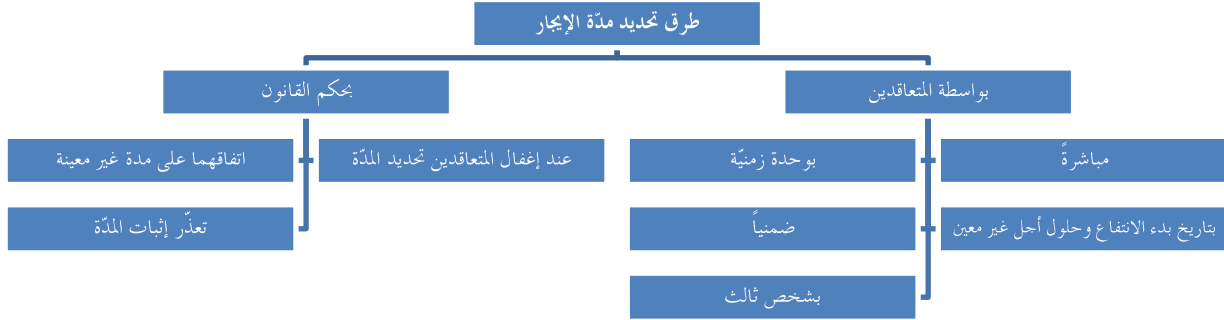 طرق تحديد مدّة الإيجار
بواسطة المتعاقدين
بحكم القانون
مباشرةً
بوحدة زمنيّة
عند إغفال المتعاقدين تحديد المدّة
اتفاقهما على مدة غير معينة
بتاريخ بدء الانتفاع وحلول أجل غير معين
ضمنياً
تعذّر إثبات المدّة
بشخص ثالث